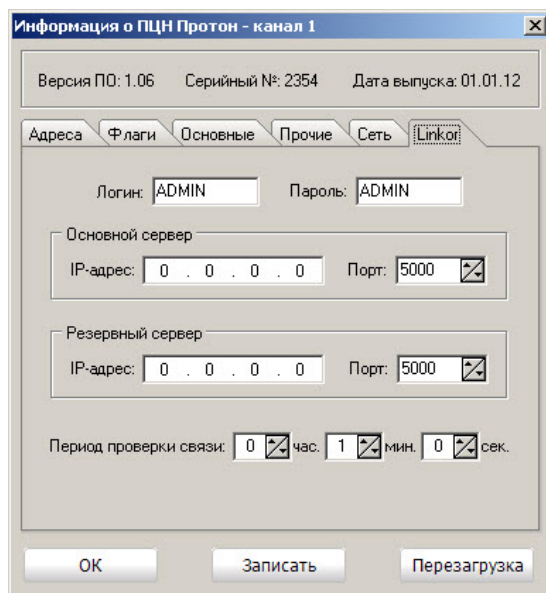 Информация о ПЦН Протон - канал 1
Версия ПО: 1.06 Серийный №: 2354 Дата выпуска: 01.01.12
Адреса Флаги Основные Прочие Сеть Linkor
Логин: ADMIN Пароль: ADMIN
Основной сервер
IP-адрес: 0 . 0 . 0 . 0 Порт: 5000
Резервный сервер
IP-адрес: 0 . 0 . 0 . 0 Порт: 5000
Период проверки связи: 0 час. 1 мин. 0 сек.
ОК Записать Перезагрузка